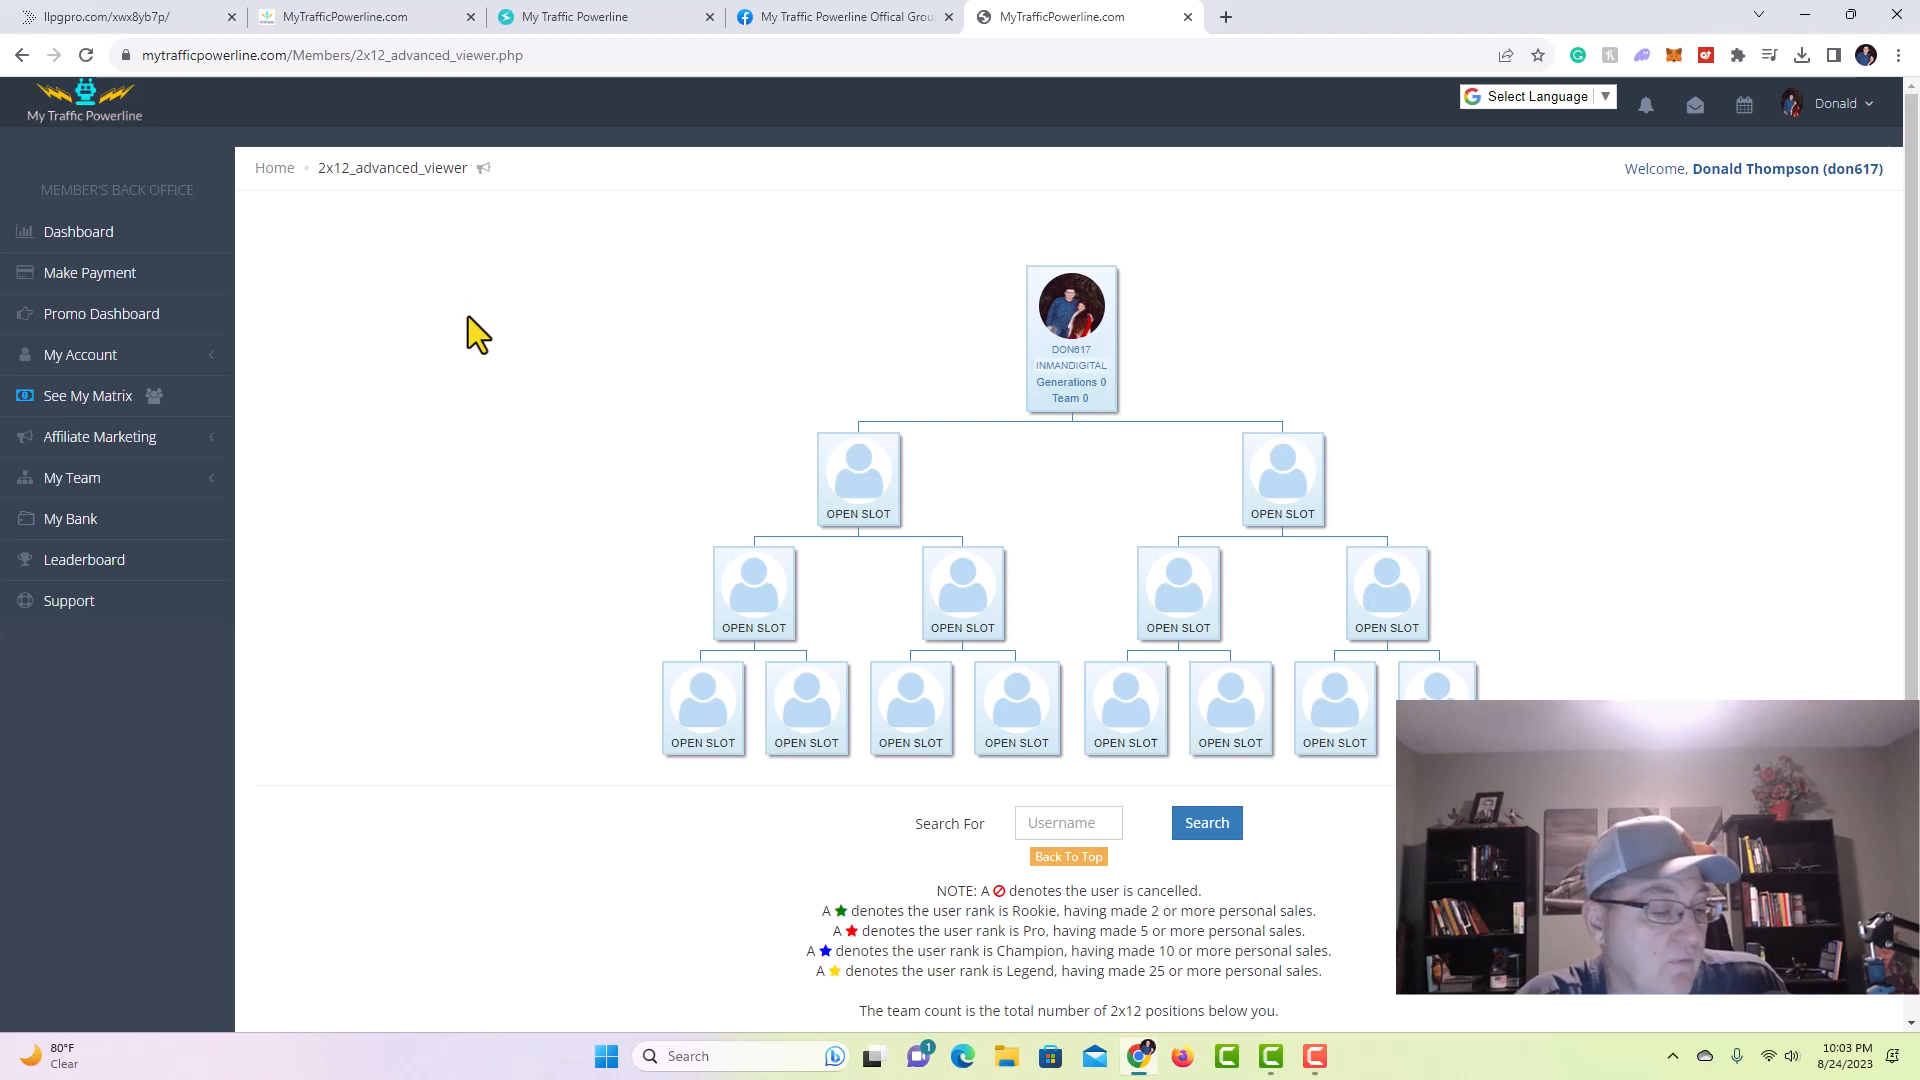 llpgpro.com/xwx8yb7p/
MyTrafficPowerline.com
My Traffic Powerline
My Traffic Powerline Offical Grou
MyTrafficPowerline.com
mytrafficpowerline.com/Members/2x12_advanced_viewer.php
My Traffic Powerline
Select Language
Donald
Home
2x12_advanced_viewer
Welcome, Donald Thompson (don617)
MEMBER'S BACK OFFICE
Dashboard
Make Payment
Promo Dashboard
My Account
See My Matrix
Affiliate Marketing
My Team
My Bank
Leaderboard
Support
DON617
INMANDIGITAL
Generations 0
Team 0
OPEN SLOT OPEN SLOT
OPEN SLOT OPEN SLOT OPEN SLOT OPEN SLOT
OPEN SLOT OPEN SLOT OPEN SLOT OPEN SLOT OPEN SLOT OPEN SLOT OPEN SLOT
Search For Username Search
Back To Top
NOTE: A denotes the user is cancelled.
A denotes the user rank is Rookie, having made 2 or more personal sales.
A denotes the user rank is Pro, having made 5 or more personal sales.
A denotes the user rank is Champion, having made 10 or more personal sales.
A denotes the user rank is Legend, having made 25 or more personal sales.
The team count is the total number of 2x12 positions below you.
80°F
Clear
Search
1
10:03 PM
8/24/2023